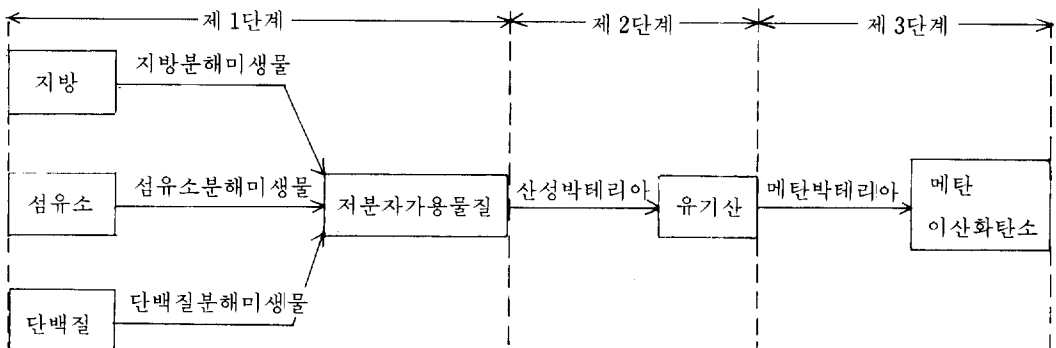 제 1단계
제 2단계
제 3단계
지방
지방분해미생물
섬유소
섬유소분해미생물
저분자가용물질
산성박테리아
유기산
메탄박테리아
메탄
이산화탄소
단백질
단백질분해미생물